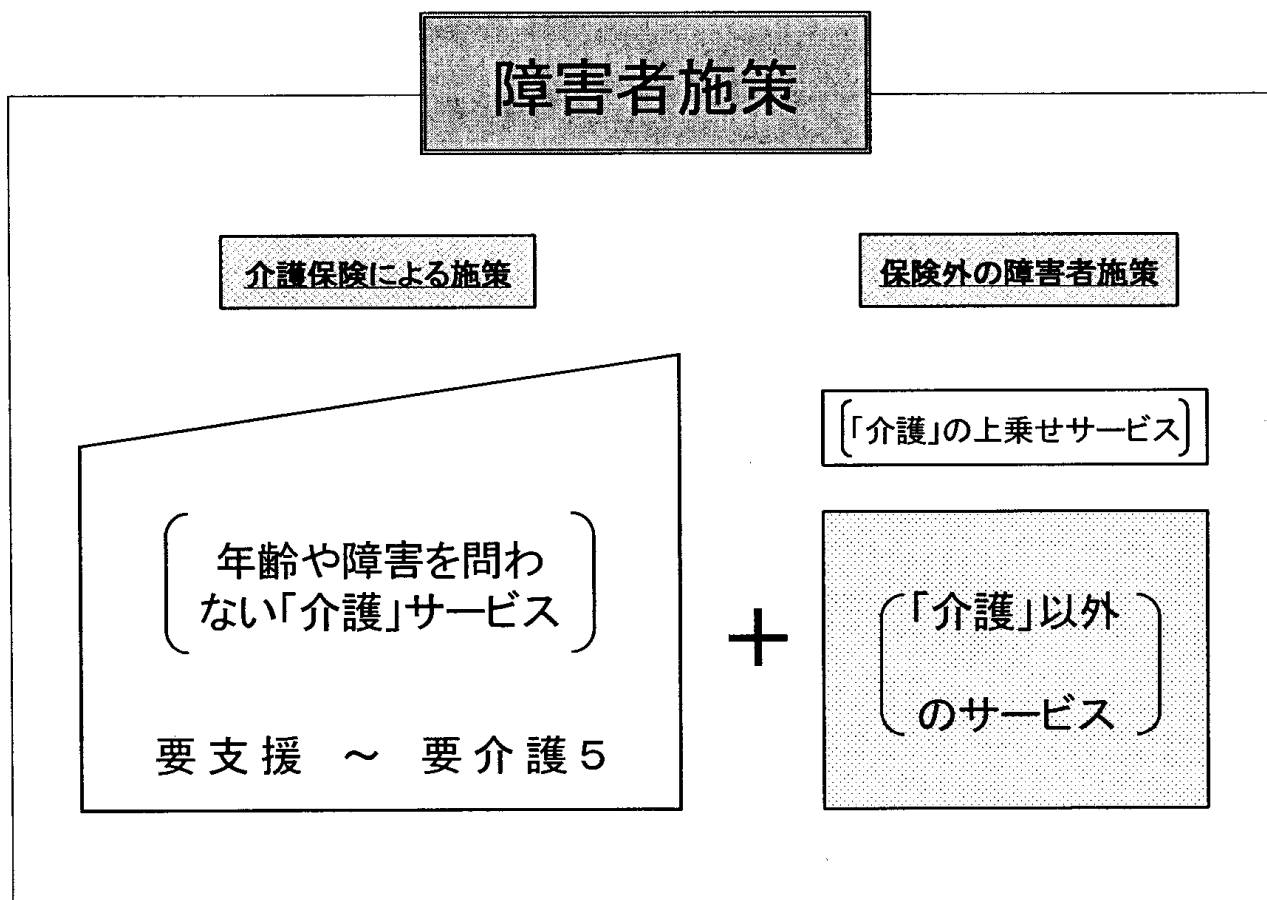 障害者施策
介護保険による施策
保険外の障害者施策
「介護」の上乗せサービス
年齢や障害を問わ
ない「介護」サービス
要支援 ～ 要介護5
+
「介護」以外
のサービス